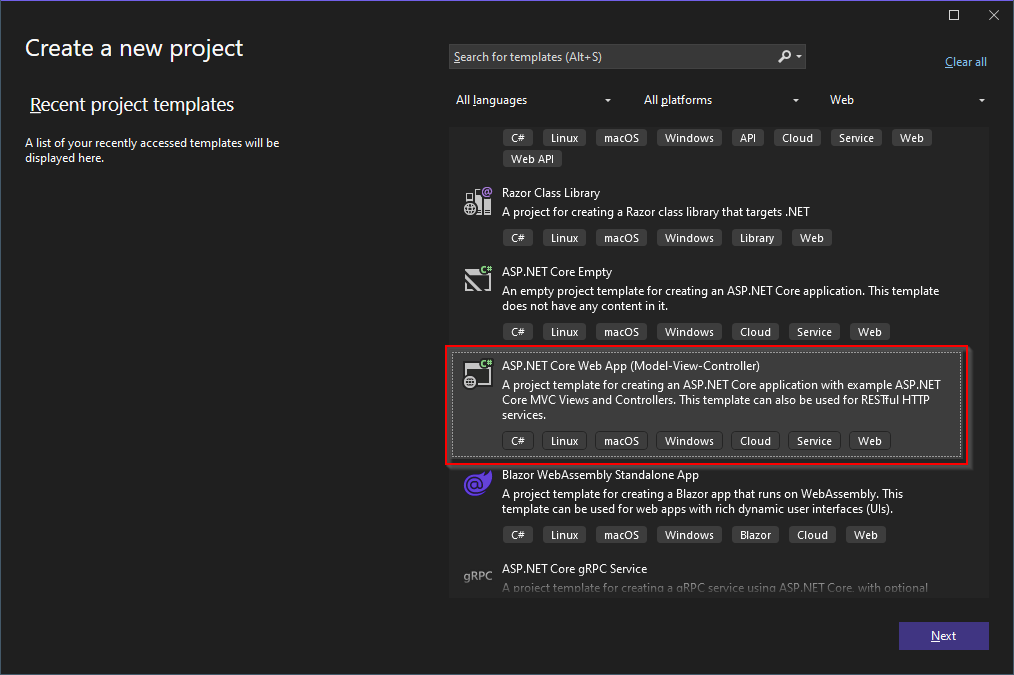 Create a new project
Search for templates (Alt+S)
Clear all
Recent project templates
All languages
All platforms
Web
A list of your recently accessed templates will be
displayed here.
C# Linux macOS Windows API Cloud Service Web
Web API
Razor Class Library
A project for creating a Razor class library that targets .NET
C# Linux macOS Windows Library Web
ASP.NET Core Empty
An empty project template for creating an ASP.NET Core application. This template
does not have any content in it.
C# Linux macOS Windows Cloud Service Web
ASP.NET Core Web App (Model-View-Controller)
A project template for creating an ASP.NET Core application with example ASP.NET
Core MVC Views and Controllers. This template can also be used for RESTful HTTP
services.
C# Linux macOS Windows Cloud Service Web
Blazor WebAssembly Standalone App
A project template for creating a Blazor app that runs on WebAssembly. This
template can be used for web apps with rich dynamic user interfaces (UIs).
C# Linux macOS Windows Blazor Cloud Web
gRPC
ASP.NET Core gRPC Service
A project template for creating a gRPC service using ASP.NET Core, with optional
Next